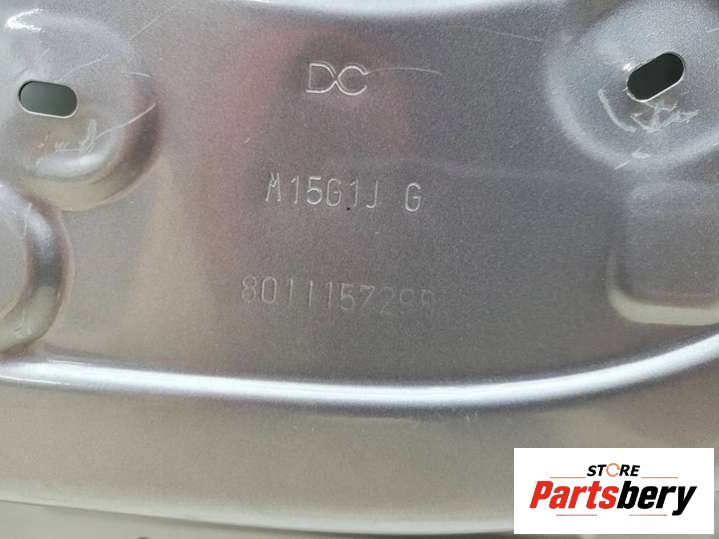 DC
M15G1J G
801115729R
STORE
Partsbery